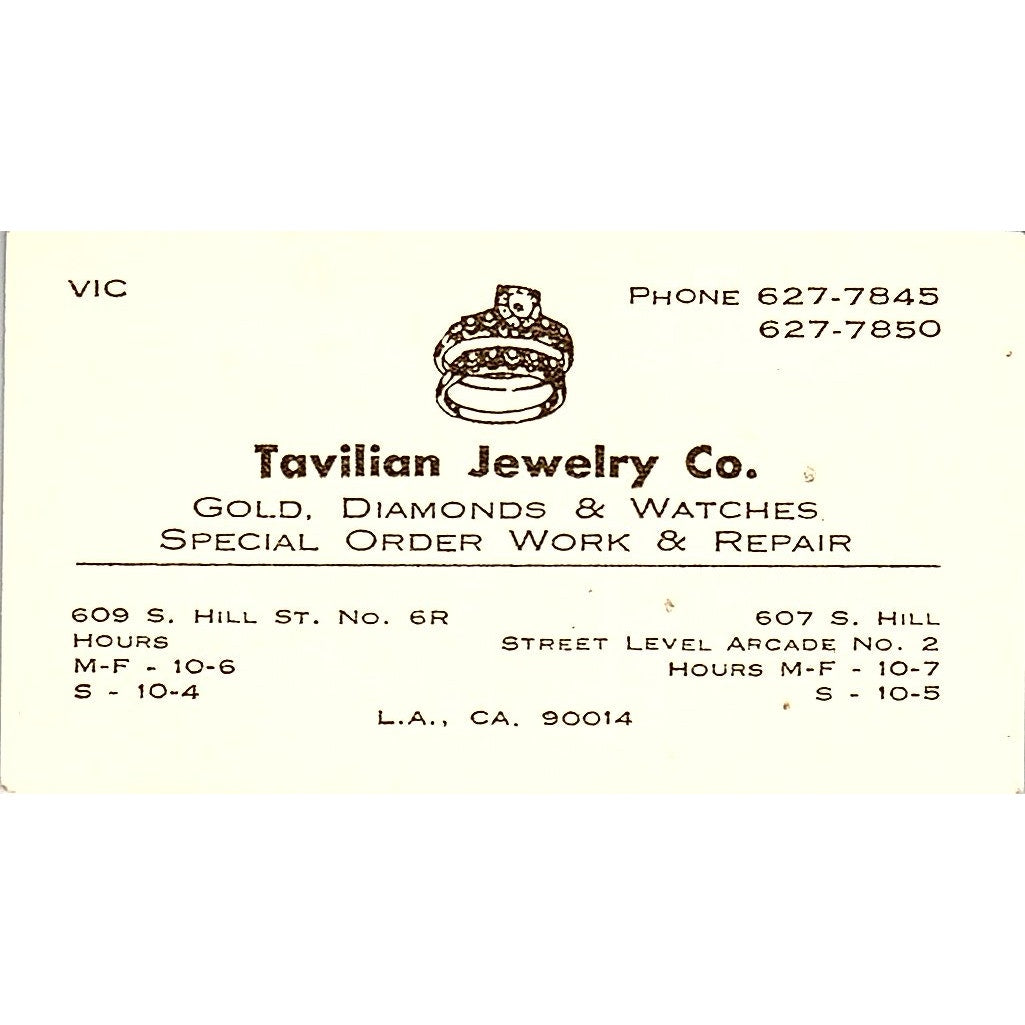 VIC
PHONE 627-7845
627-7850
Tavilian Jewelry Co.
GOLD, DIAMONDS & WATCHES
SPECIAL ORDER WORK & REPAIR
609 S. HILL ST. NO. 6R
HOURS
M-F - 10-6
S - 10-4
607 S. HILL
STREET LEVEL ARCADE NO. 2
HOURS M-F - 10-7
S - 10-5
L.A., CA. 90014